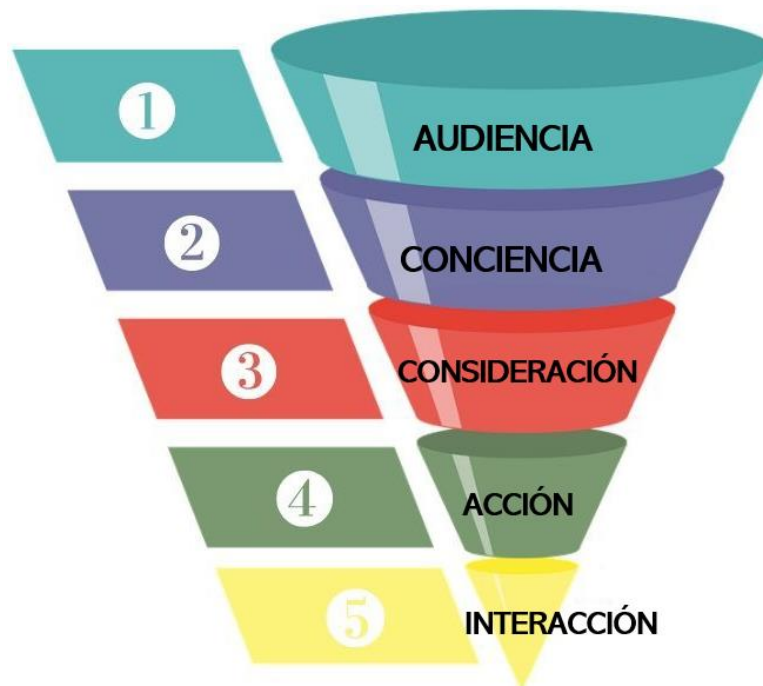 1
AUDIENCIA
2
CONCIENCIA
3
CONSIDERACIÓN
4
ACCIÓN
5
INTERACCIÓN